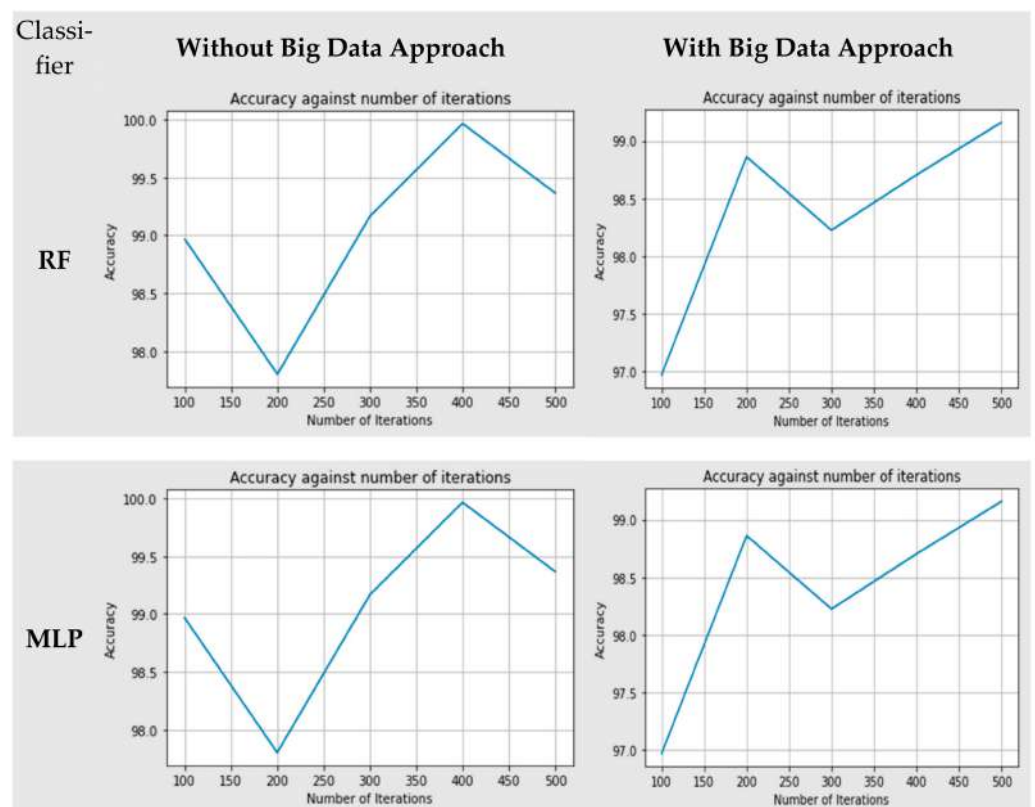 Classi-
fier
Without Big Data Approach
With Big Data Approach
RF
Accuracy against number of iterations
Accuracy
100.0
99.5
99.0
98.5
98.0
100 150 200 250 300 350 400 450 500
Number of Iterations
Accuracy against number of iterations
Accuracy
99.0
98.5
98.0
97.5
97.0
100 150 200 250 300 350 400 450 500
Number of Iterations
MLP
Accuracy against number of iterations
Accuracy
100.0
99.5
99.0
98.5
98.0
100 150 200 250 300 350 400 450 500
Number of Iterations
Accuracy against number of iterations
Accuracy
99.0
98.5
98.0
97.5
97.0
100 150 200 250 300 350 400 450 500
Number of Iterations